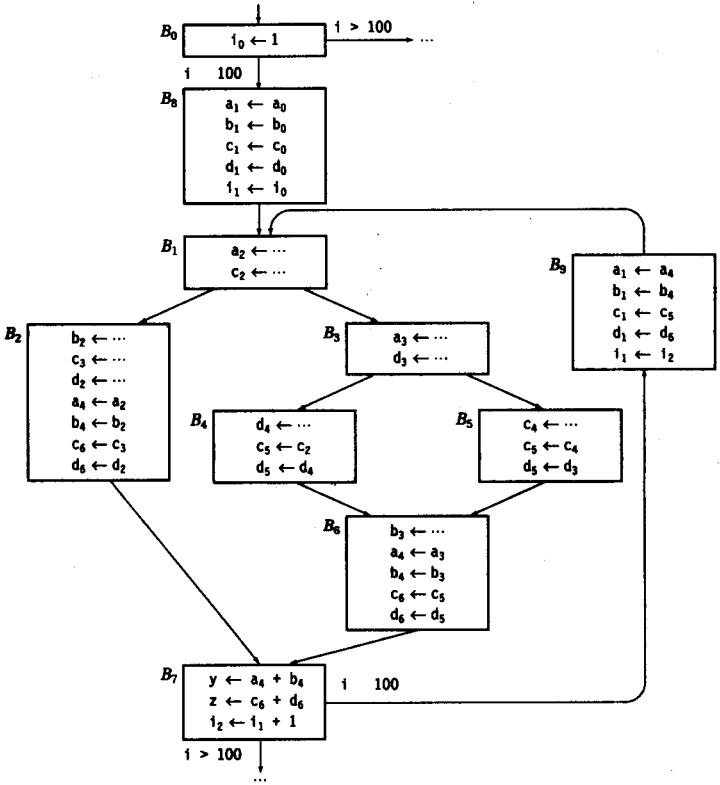 B₀
i₀ ← 1
i > 100
...
i 100
B₈
a₁ ← a₀
b₁ ← b₀
c₁ ← c₀
d₁ ← d₀
i₁ ← i₀
B₁
a₂ ← ...
c₂ ← ...
B₂
b₂ ← ...
c₃ ← ...
d₂ ← ...
a₄ ← a₂
b₄ ← b₂
c₆ ← c₃
d₆ ← d₂
B₃
a₃ ← ...
d₃ ← ...
B₉
a₁ ← a₄
b₁ ← b₄
c₁ ← c₅
d₁ ← d₆
i₁ ← i₂
B₄
d₄ ← ...
c₅ ← c₂
d₅ ← d₄
B₅
c₄ ← ...
c₅ ← c₄
d₅ ← d₃
B₆
b₃ ← ...
a₄ ← a₃
b₄ ← b₃
c₆ ← c₅
d₆ ← d₅
B₇
y ← a₄ + b₄
z ← c₆ + d₆
i₂ ← i₁ + 1
i 100
i > 100
...